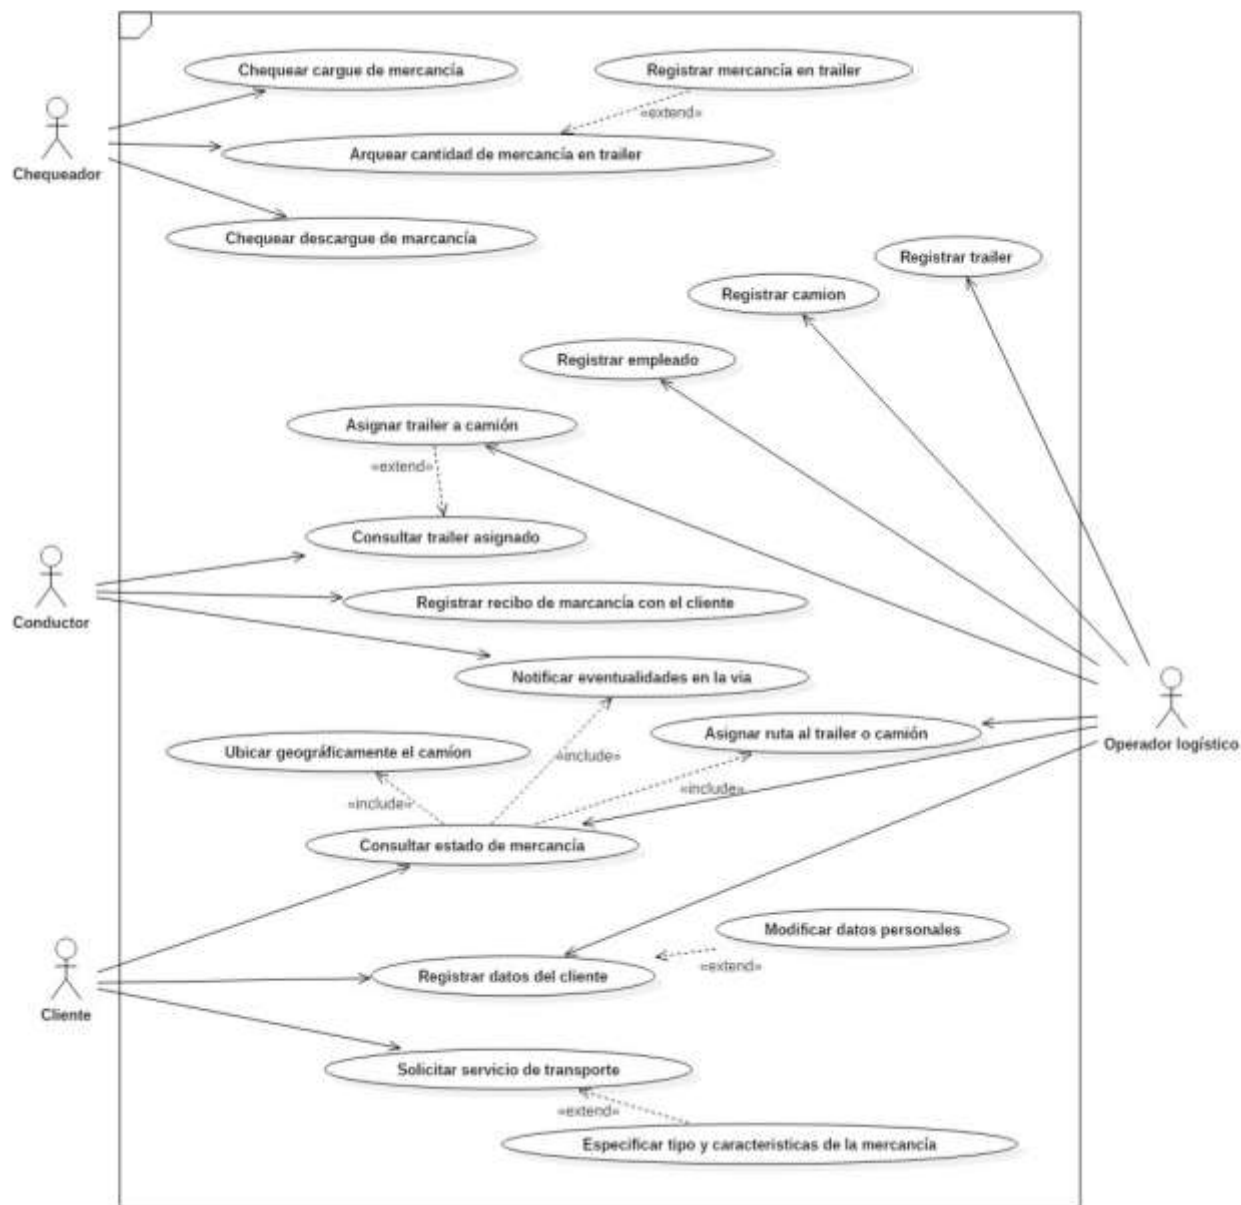 Chequear cargue de mercancía
Registrar mercancía en trailer
«extend»
Arquear cantidad de mercancía en trailer
Chequeador
Chequear descargue de marcancía
Registrar trailer
Registrar camion
Registrar empleado
Asignar trailer a camión
«extend»
Consultar trailer asignado
Registrar recibo de marcancía con el cliente
Conductor
Notificar eventualidades en la via
Asignar ruta al trailer o camión
Operador logístico
Ubicar geográficamente el camíon
«include»
«include»
«include»
Consultar estado de mercancía
Modificar datos personales
«extend»
Registrar datos del cliente
Cliente
Solicitar servicio de transporte
«extend»
Especificar tipo y caracteristicas de la mercancía